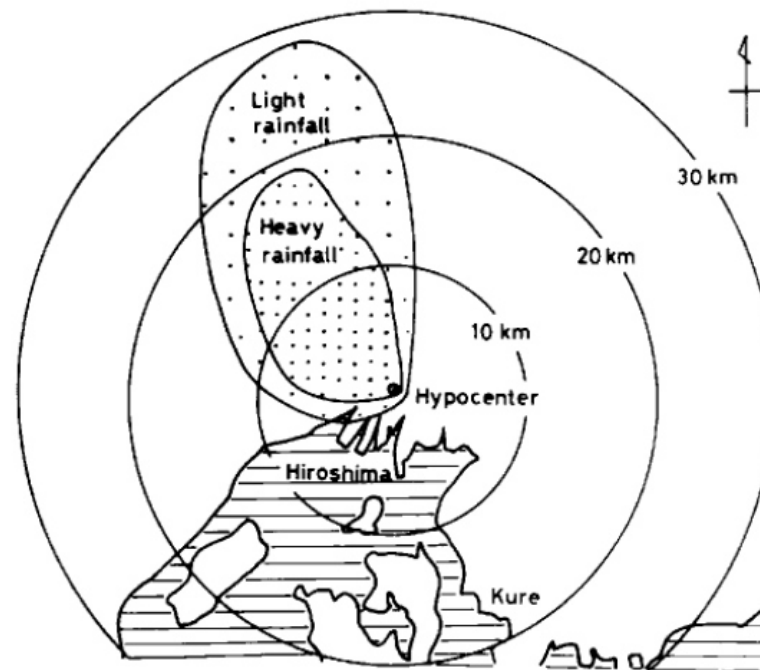 Light
rainfall
30 km
Heavy
rainfall
20 km
10 km
Hypocenter
Hiroshima
Kure